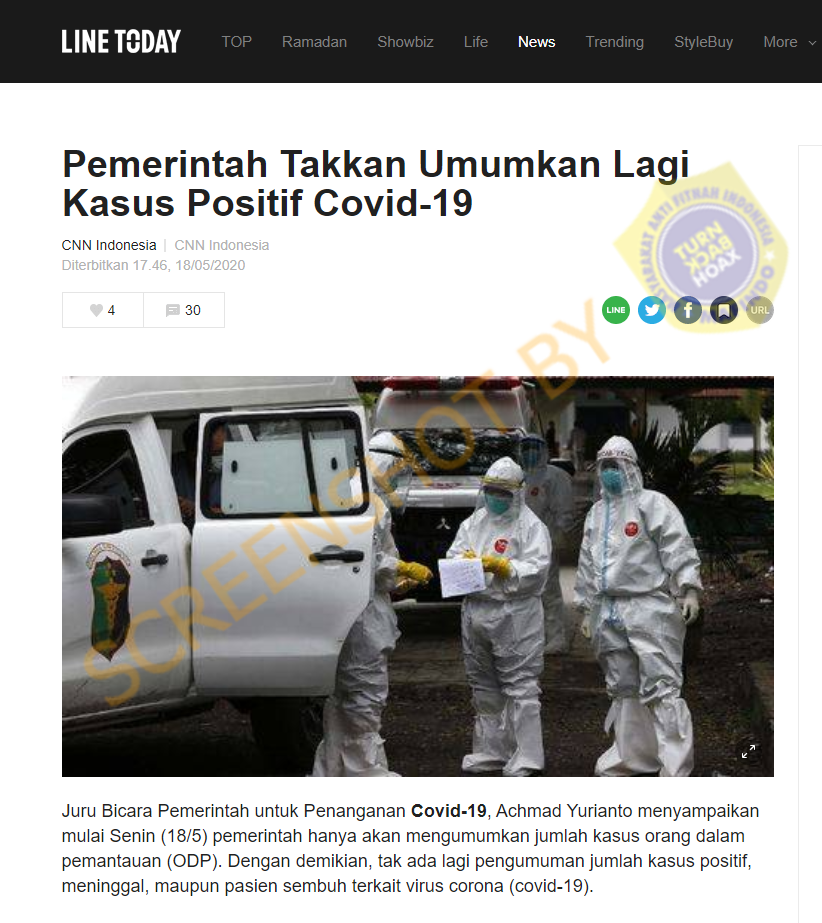 LINE TODAY
TOP Ramadan Showbiz Life News Trending StyleBuy More
Pemerintah Takkan Umumkan Lagi
Kasus Positif Covid-19
CNN Indonesia | CNN Indonesia
Diterbitkan 17.46, 18/05/2020
4 30
LINE URL
MASYARAKAT ANTI FITNAH INDONESIA
TURN
BACK
HOAX
MAFINDO
SCREENSHOT BY
Juru Bicara Pemerintah untuk Penanganan Covid-19, Achmad Yurianto menyampaikan
mulai Senin (18/5) pemerintah hanya akan mengumumkan jumlah kasus orang dalam
pemantauan (ODP). Dengan demikian, tak ada lagi pengumuman jumlah kasus positif,
meninggal, maupun pasien sembuh terkait virus corona (covid-19).